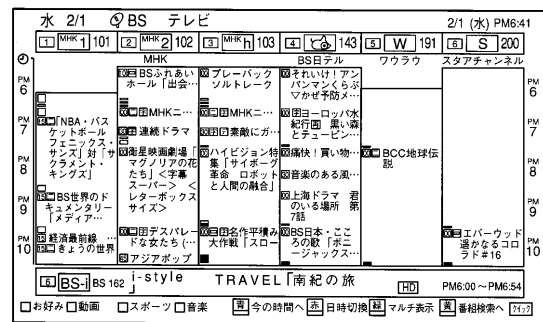 水 2/1 BS テレビ 2/1 (水) PM6:41
1 MHK 1 101 2 MHK 2 102 3 MHK h 103 4 143 5 W 191 6 S 200
MHK BS日テル ワウラウ スタアチャンネル
PM 6
PM 7
PM 8
PM 9
PM 10
「NBA・バス
ケットボール
フェニックス・
サンズ」対「サ
クラメント・
キングズ」
BS世界のド
キュメンタリー
「メディア…
経済最前線 …
きょうの世界
BSふれあい
ホール「出会…
MHKニ…
連続ドラマ
衛星映画劇場「
マグノリアの花
たち」<字幕
スーパー> <
レターボックス
サイズ>
デスパレー
ドな女たち(…
アジアポップ
プレーバック
ソルトレーク
MHKニ…
素敵にガ…
ハイビジョン特
集「サイボーグ
革命 ロボット
と人間の融合」
名作平積み
大作戦「スロー
それいけ!アン
パンマンくらぶ
▽かぜ予防メ…
ヨーロッパ水
紀行 黒い森
とテュービン…
痛快!買い物…
音楽のある風…
上海ドラマ 君
のいる場所 第
7話
BS日本・ここ
ろの歌「ボニ
ージャックス…
BCC地球伝
説
エバーウッド
遥かなるコロ
ラド#16
PM 6
PM 7
PM 8
PM 9
PM 10
6 BS-i BS 162 i-style TRAVEL「南紀の旅 HD PM6:00～PM6:54
」
お好み 動画 スポーツ 音楽 青 今の時間へ 赤 日時切換 緑 マルチ表示 黄 番組検索へ クイック